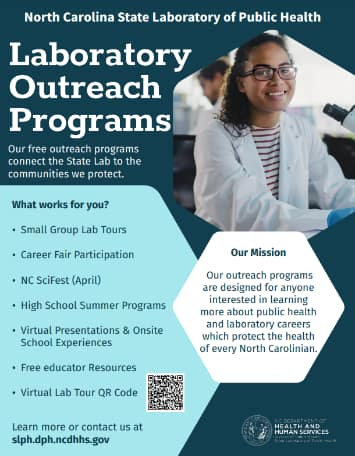 North Carolina State Laboratory of Public Health
Laboratory
Outreach
Programs
Our free outreach programs
connect the State Lab to the
communities we protect.
What works for you?
• Small Group Lab Tours
• Career Fair Participation
• NC SciFest (April)
• High School Summer Programs
• Virtual Presentations & Onsite
School Experiences
• Free educator Resources
• Virtual Lab Tour QR Code
Learn more or contact us at
slph.dph.ncdhhs.gov
Our Mission
Our outreach programs
are designed for anyone
interested in learning
more about public health
and laboratory careers
which protect the health
of every North Carolinian.
NC DEPARTMENT OF
HEALTH AND
HUMAN SERVICES